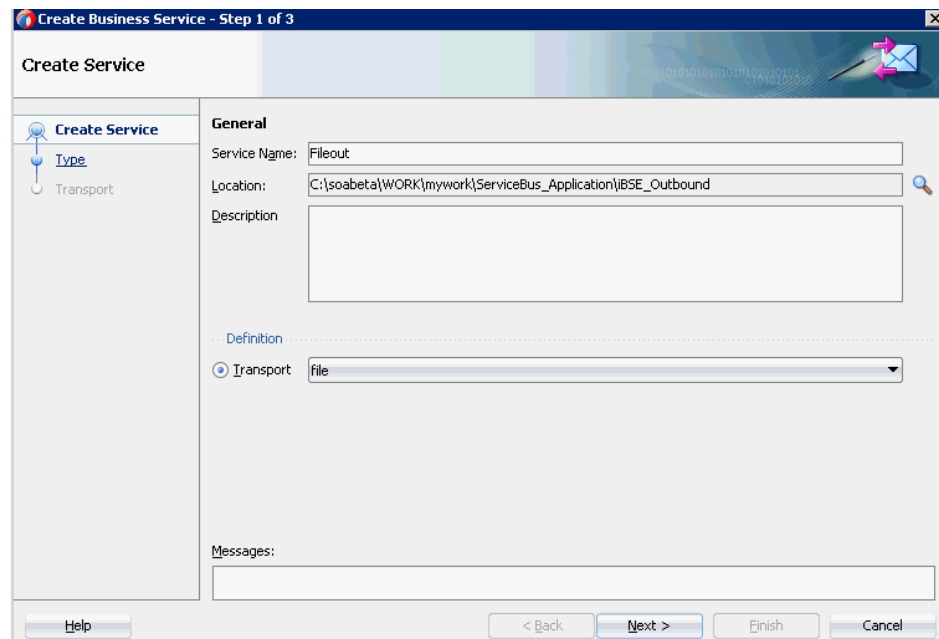 Create Business Service - Step 1 of 3
Create Service
Create Service
Type
Transport
General
Service Name: Fileout
Location: C:\soabeta\WORK\mywork\ServiceBus_Application\iBSE_Outbound
Description
Definition
Transport file
Messages:
Help < Back Next > Finish Cancel